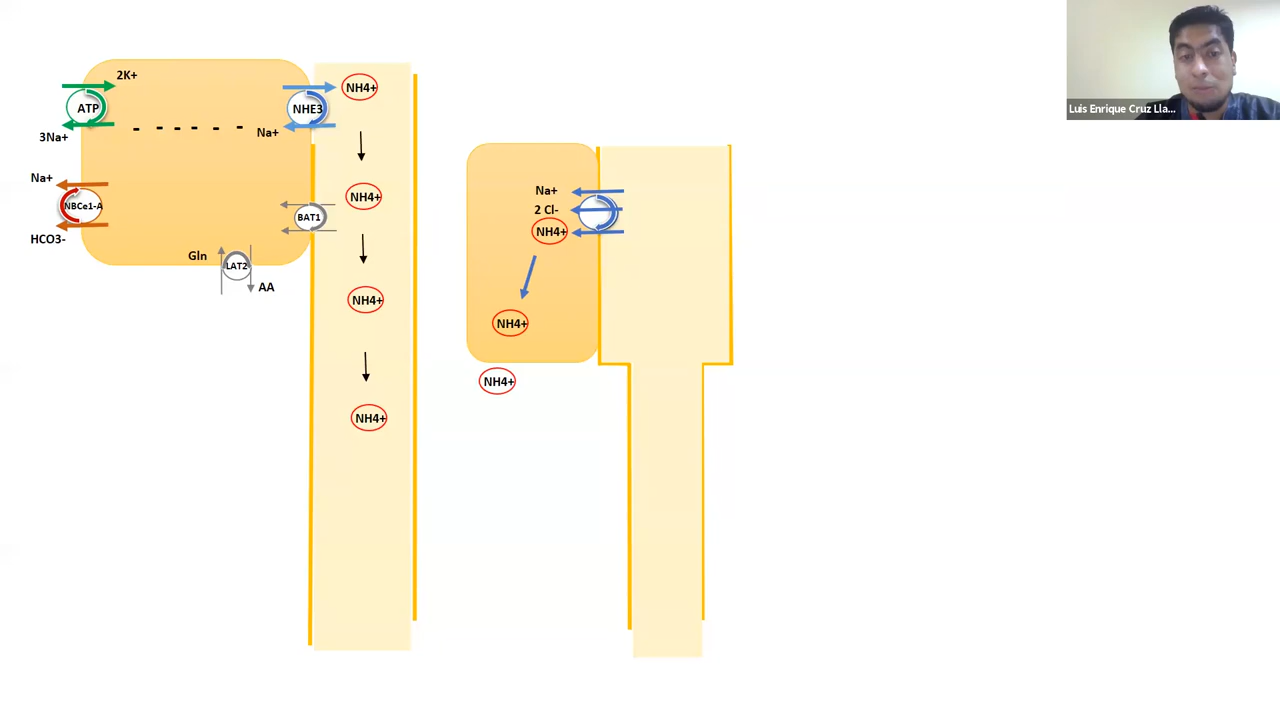 2K+
ATP
3Na+
NHE3
Na+
NH4+
Na+
NBCe1-A
HCO3-
BAT1
Gln
LAT2
AA
NH4+
NH4+
NH4+
Na+
2 Cl-
NH4+
NH4+
NH4+
Luis Enrique Cruz Lla...